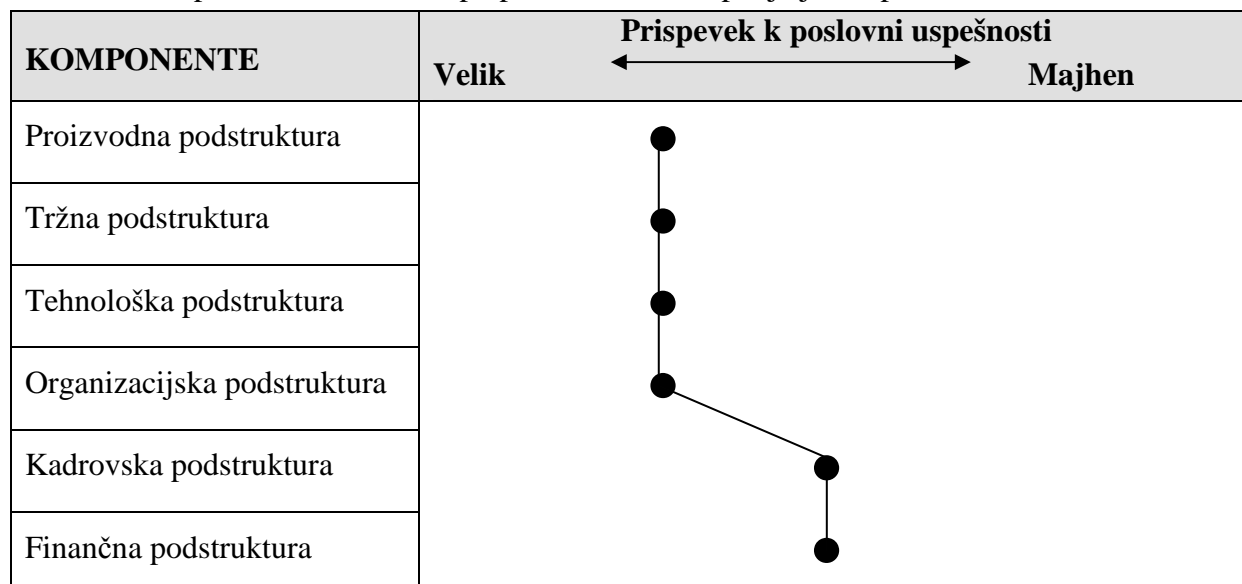 Prispevek k poslovni uspešnosti
KOMPONENTE
Velik
Majhen
Proizvodna podstruktura
Tržna podstruktura
Tehnološka podstruktura
Organizacijska podstruktura
Kadrovska podstruktura
Finančna podstruktura